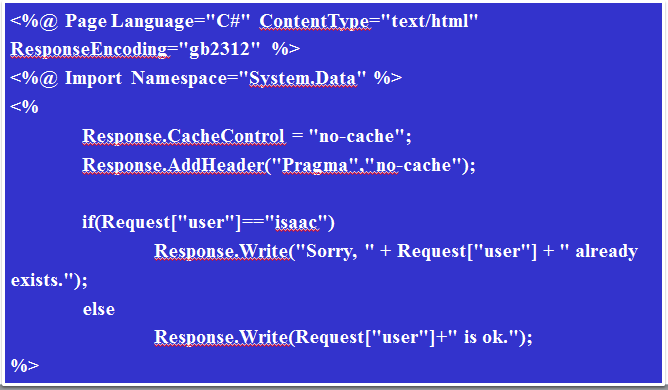 <%@ Page Language="C#" ContentType="text/html"
ResponseEncoding="gb2312" %>
<%@ Import Namespace="System.Data" %>
<%
Response.CacheControl = "no-cache";
Response.AddHeader("Pragma","no-cache");
if(Request["user"]=="isaac")
Response.Write("Sorry, " + Request["user"] + " already
exists.");
else
Response.Write(Request["user"]+" is ok.");
%>